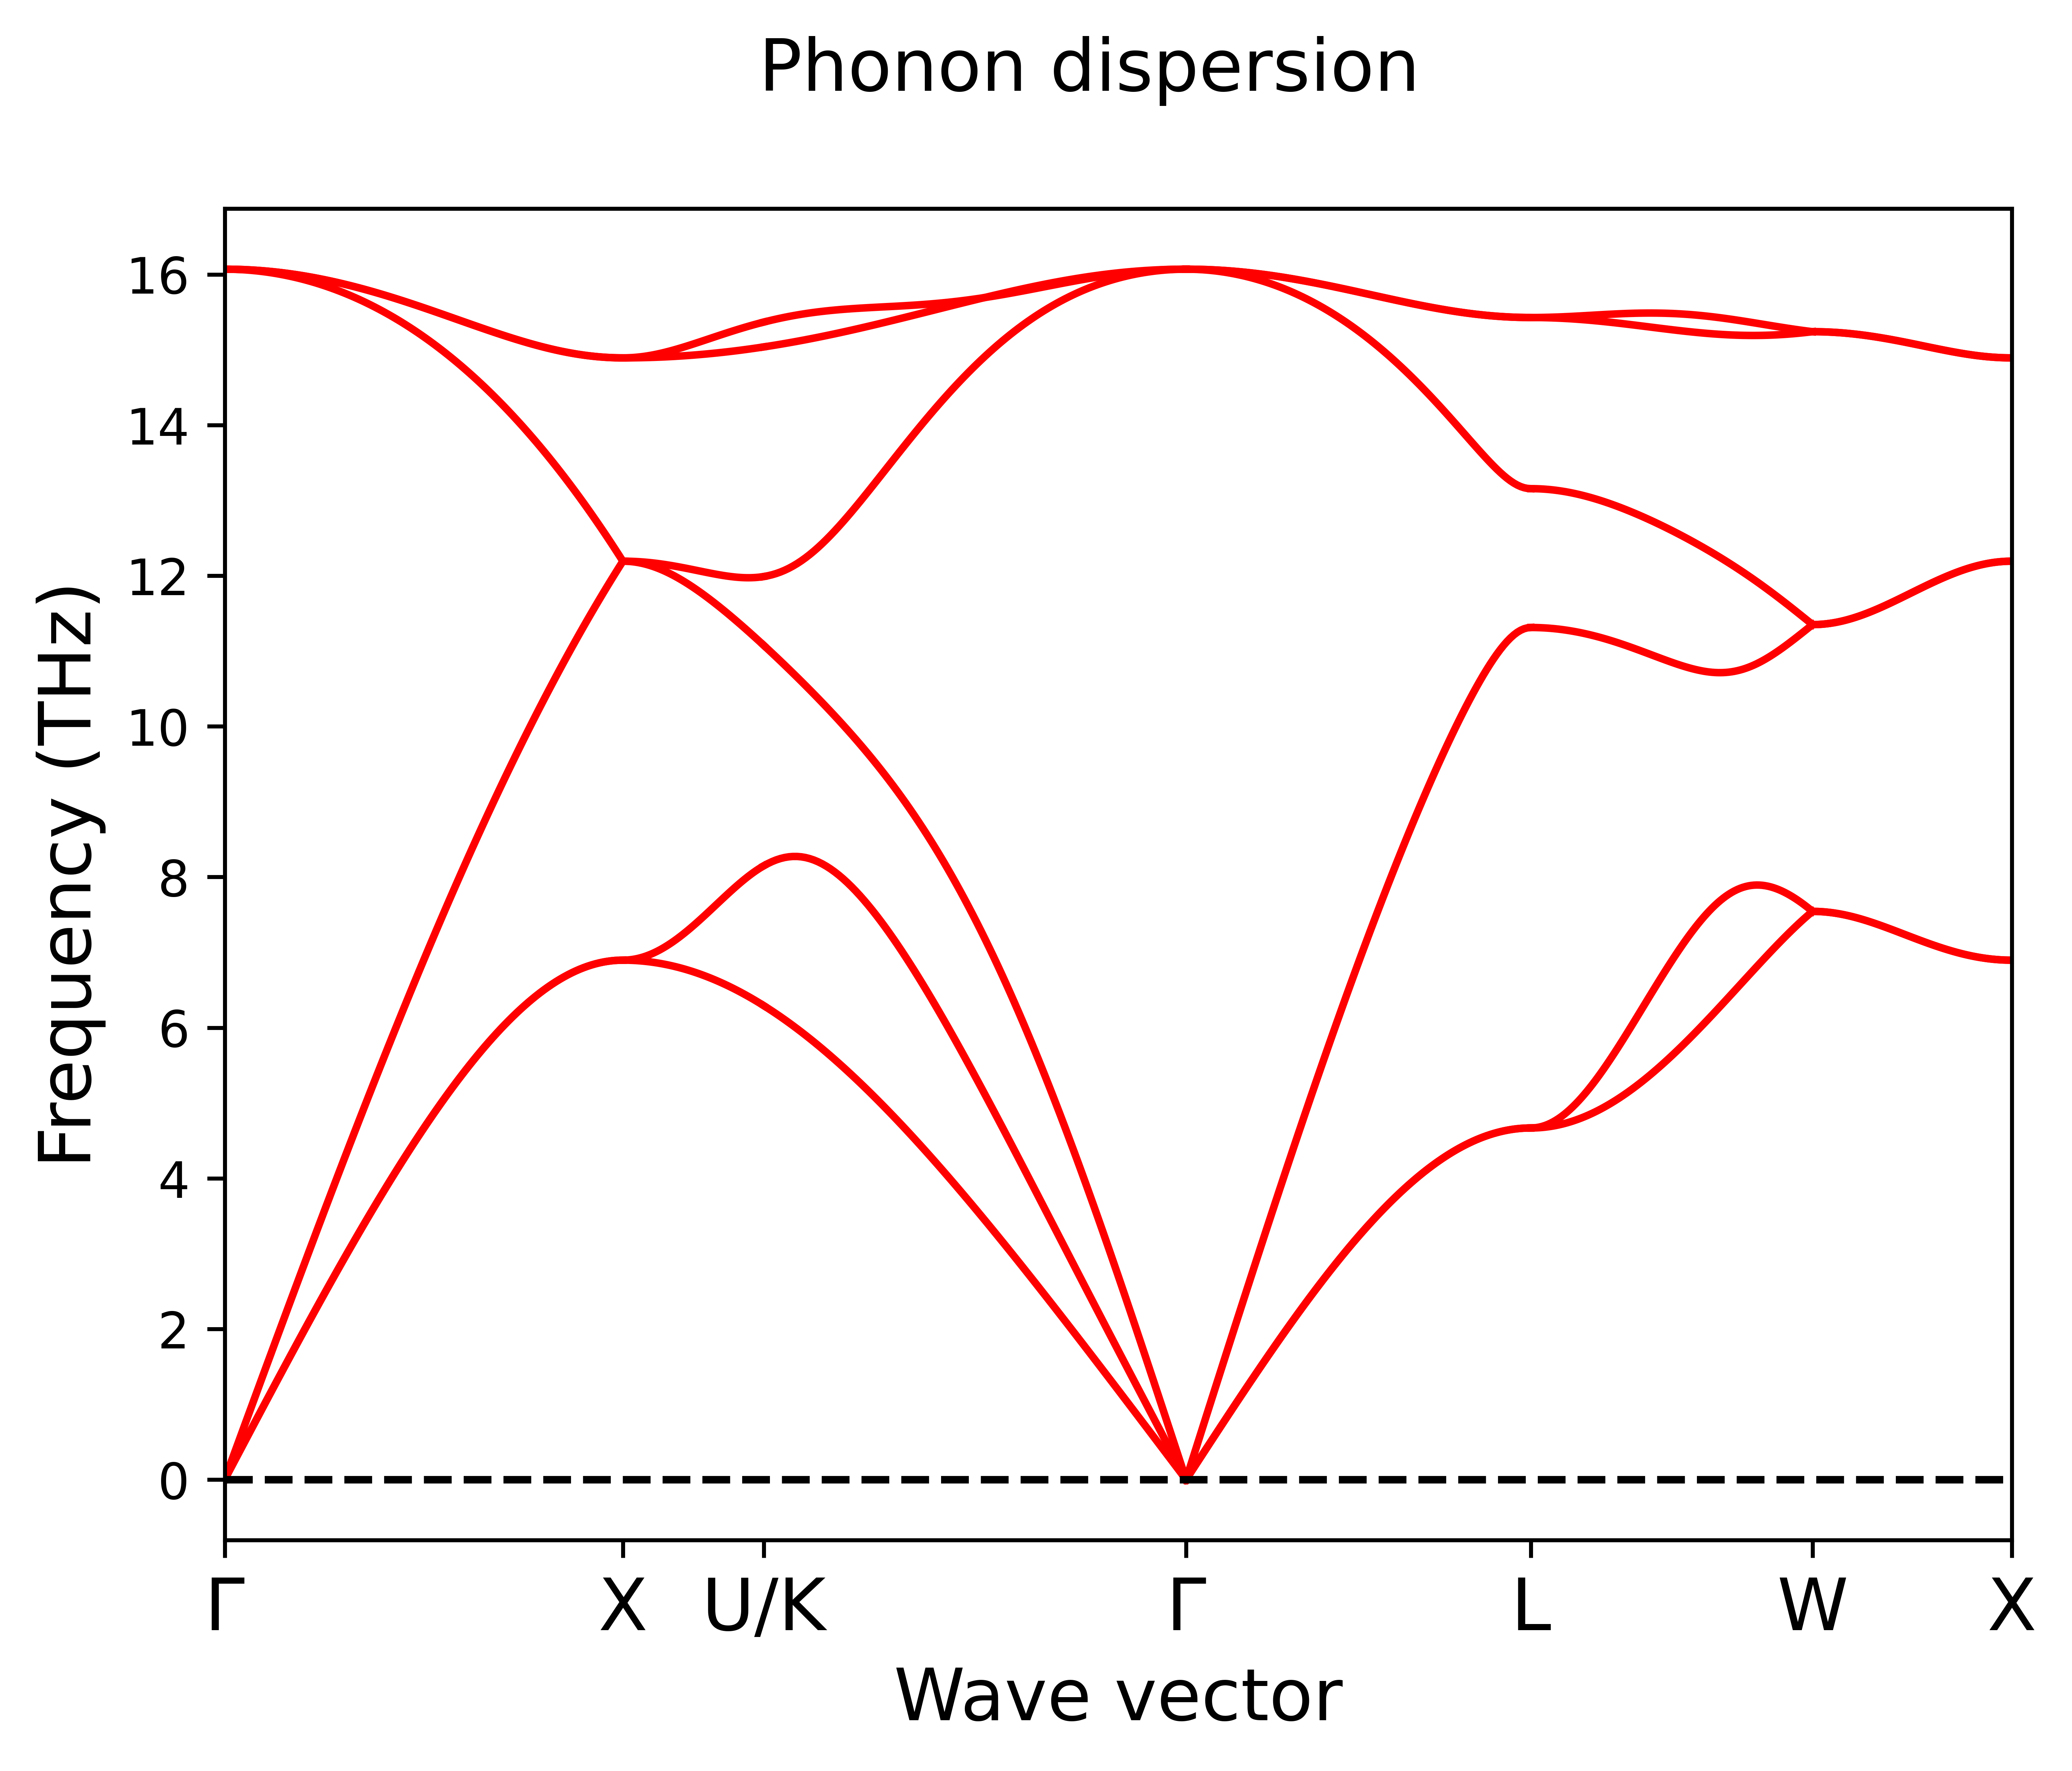 Phonon dispersion
Frequency (THz)
16
14
12
10
8
6
4
2
0
Γ X U/K Γ L W X
Wave vector